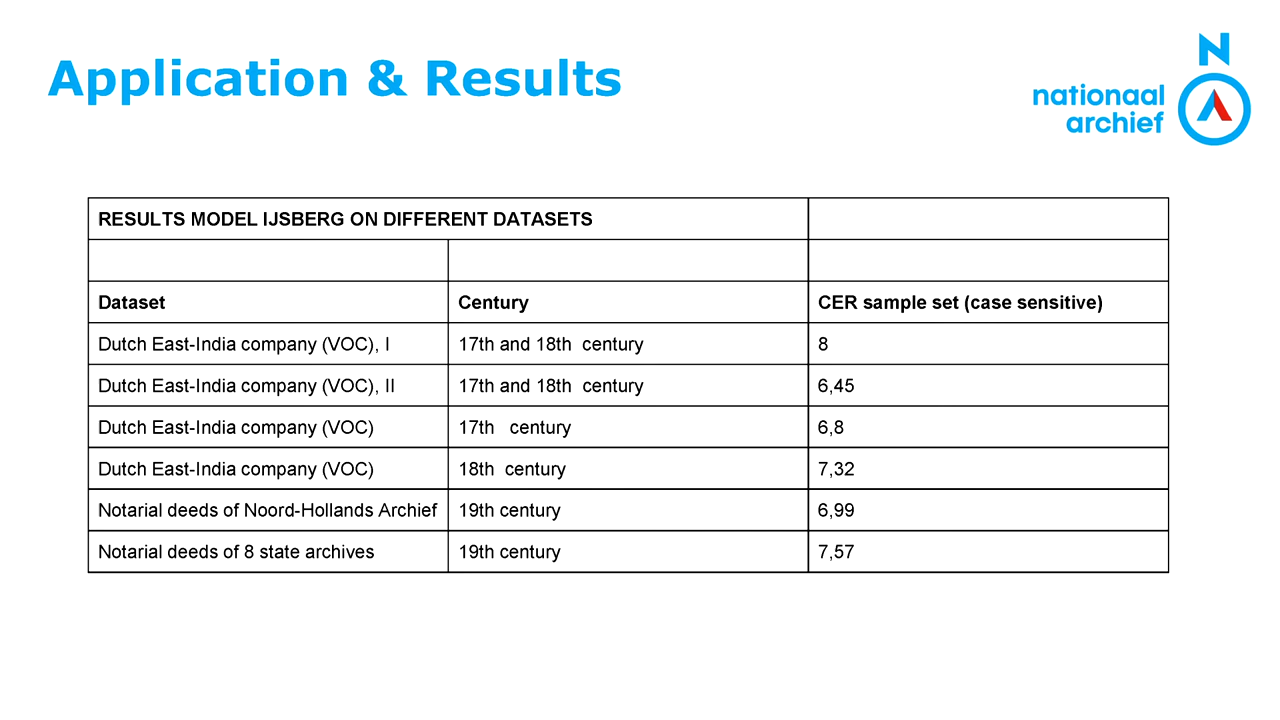 Application & Results
N
nationaal
archief
RESULTS MODEL IJSBERG ON DIFFERENT DATASETS
Dataset Century CER sample set (case sensitive)
Dutch East-India company (VOC), I 17th and 18th century 8
Dutch East-India company (VOC), II 17th and 18th century 6,45
Dutch East-India company (VOC) 17th century 6,8
Dutch East-India company (VOC) 18th century 7,32
Notarial deeds of Noord-Hollands Archief 19th century 6,99
Notarial deeds of 8 state archives 19th century 7,57